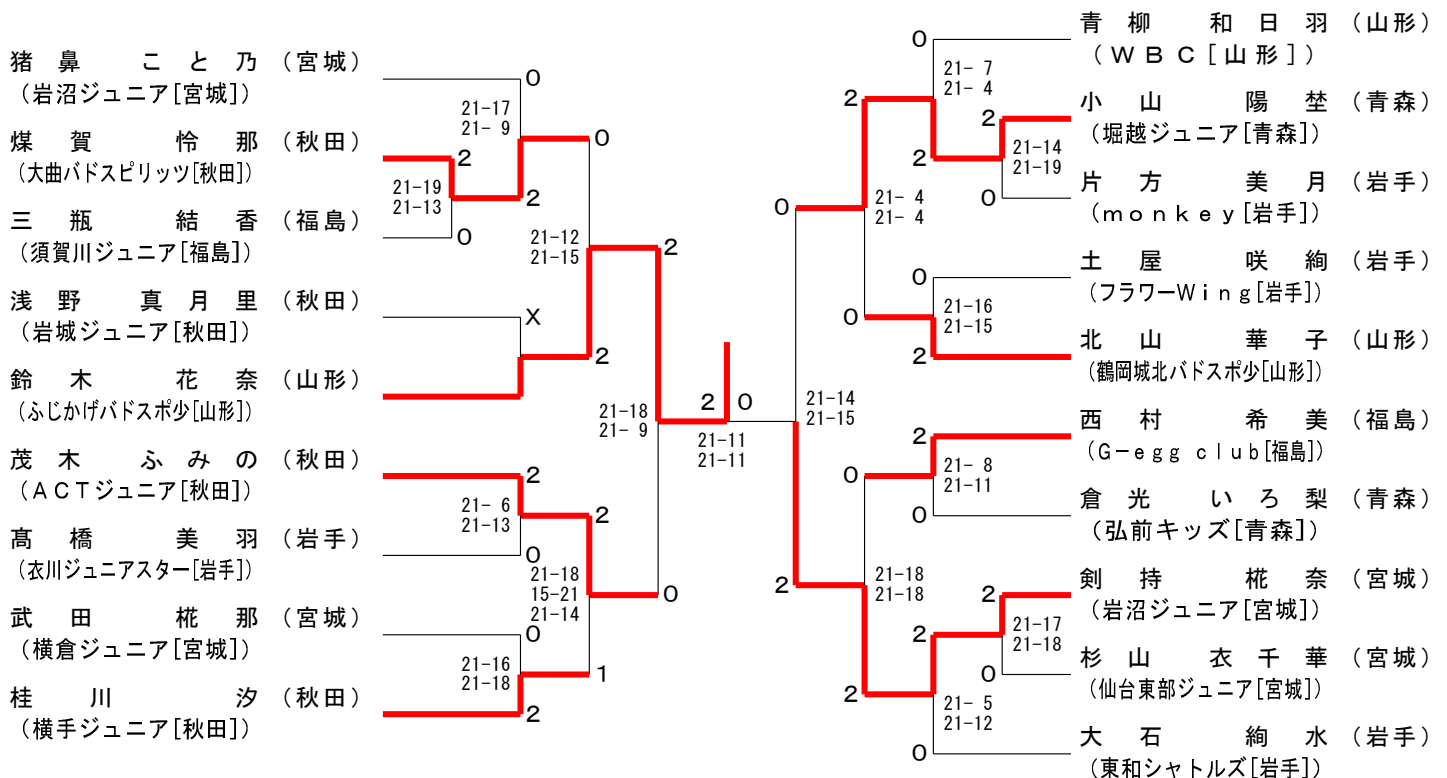 猪鼻 こと乃 (宮城)
(岩沼ジュニア[宮城])
煤賀 怜那 (秋田)
(大曲バドスピリッツ[秋田])
三瓶 結香 (福島)
(須賀川ジュニア[福島])
浅野 真月里 (秋田)
(岩城ジュニア[秋田])
鈴木 花奈 (山形)
(ふじかげバドスポ少[山形])
茂木 ふみの (秋田)
(ACTジュニア[秋田])
髙橋 美羽 (岩手)
(衣川ジュニアスター[岩手])
武田 椛那 (宮城)
(横倉ジュニア[宮城])
桂川 汐 (秋田)
(横手ジュニア[秋田])
0
21-17
21- 9
2
2
21-19
21-13
0
0
21-12
21-15
X
2
2
21-18
21- 9
2
21- 6
21-13
0
2
21-18
15-21
21-14
0
0
21-16
21-18
2
1
2 0
21-11
21-11
青柳 和日羽 (山形)
(WBC[山形])
小山 陽埜 (青森)
(堀越ジュニア[青森])
片方 美月 (岩手)
(monkey[岩手])
土屋 咲絢 (岩手)
(フラワーWing[岩手])
北山 華子 (山形)
(鶴岡城北バドスポ少[山形])
西村 希美 (福島)
(G-egg club[福島])
倉光 いろ梨 (青森)
(弘前キッズ[青森])
剣持 椛奈 (宮城)
(岩沼ジュニア[宮城])
杉山 衣千華 (宮城)
(仙台東部ジュニア[宮城])
大石 絢水 (岩手)
(東和シャトルズ[岩手])
0
21- 7
21- 4
2
2
21-14
21-19
0
2
21- 4
21- 4
0
0
21-16
21-15
2
0
21-14
21-15
2
2
21- 8
21-11
0
0
21-18
21-18
2
2
21-17
21-18
0
2
21- 5
21-12
0